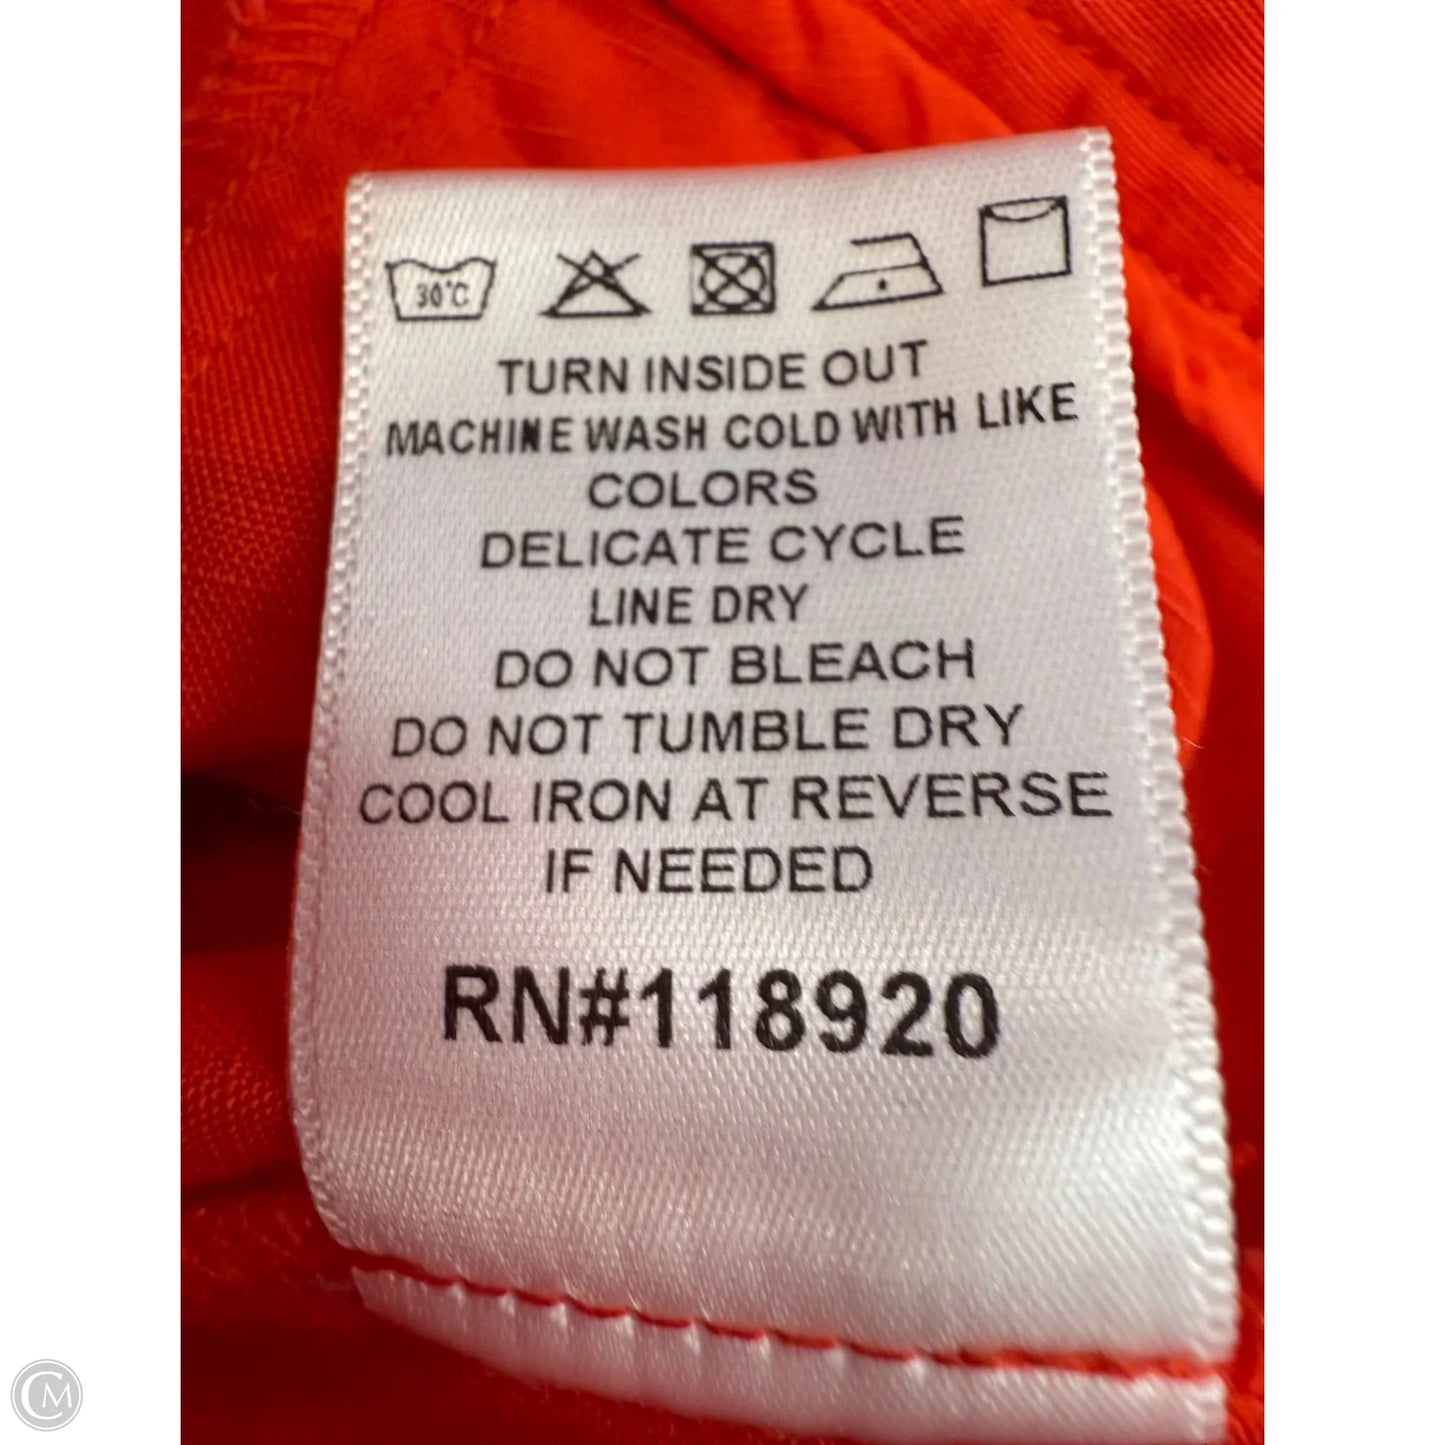 30°C
TURN INSIDE OUT
MACHINE WASH COLD WITH LIKE
COLORS
DELICATE CYCLE
LINE DRY
DO NOT BLEACH
DO NOT TUMBLE DRY
COOL IRON AT REVERSE
IF NEEDED
RN#118920
CM